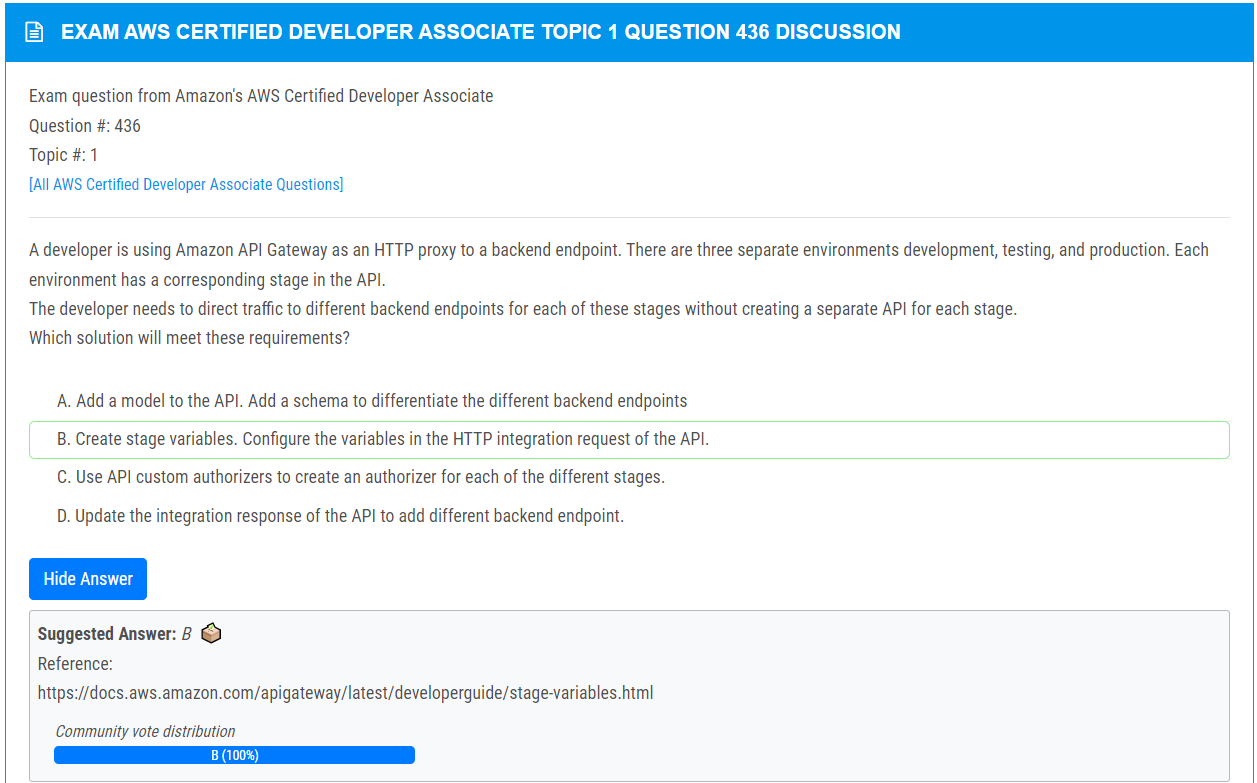 EXAM AWS CERTIFIED DEVELOPER ASSOCIATE TOPIC 1 QUESTION 436 DISCUSSION
Exam question from Amazon's AWS Certified Developer Associate
Question #: 436
Topic #: 1
[All AWS Certified Developer Associate Questions]
A developer is using Amazon API Gateway as an HTTP proxy to a backend endpoint. There are three separate environments development, testing, and production. Each
environment has a corresponding stage in the API.
The developer needs to direct traffic to different backend endpoints for each of these stages without creating a separate API for each stage.
Which solution will meet these requirements?
A. Add a model to the API. Add a schema to differentiate the different backend endpoints
B. Create stage variables. Configure the variables in the HTTP integration request of the API.
C. Use API custom authorizers to create an authorizer for each of the different stages.
D. Update the integration response of the API to add different backend endpoint.
Hide Answer
Suggested Answer: B
Reference:
https://docs.aws.amazon.com/apigateway/latest/developerguide/stage-variables.html
Community vote distribution
B (100%)